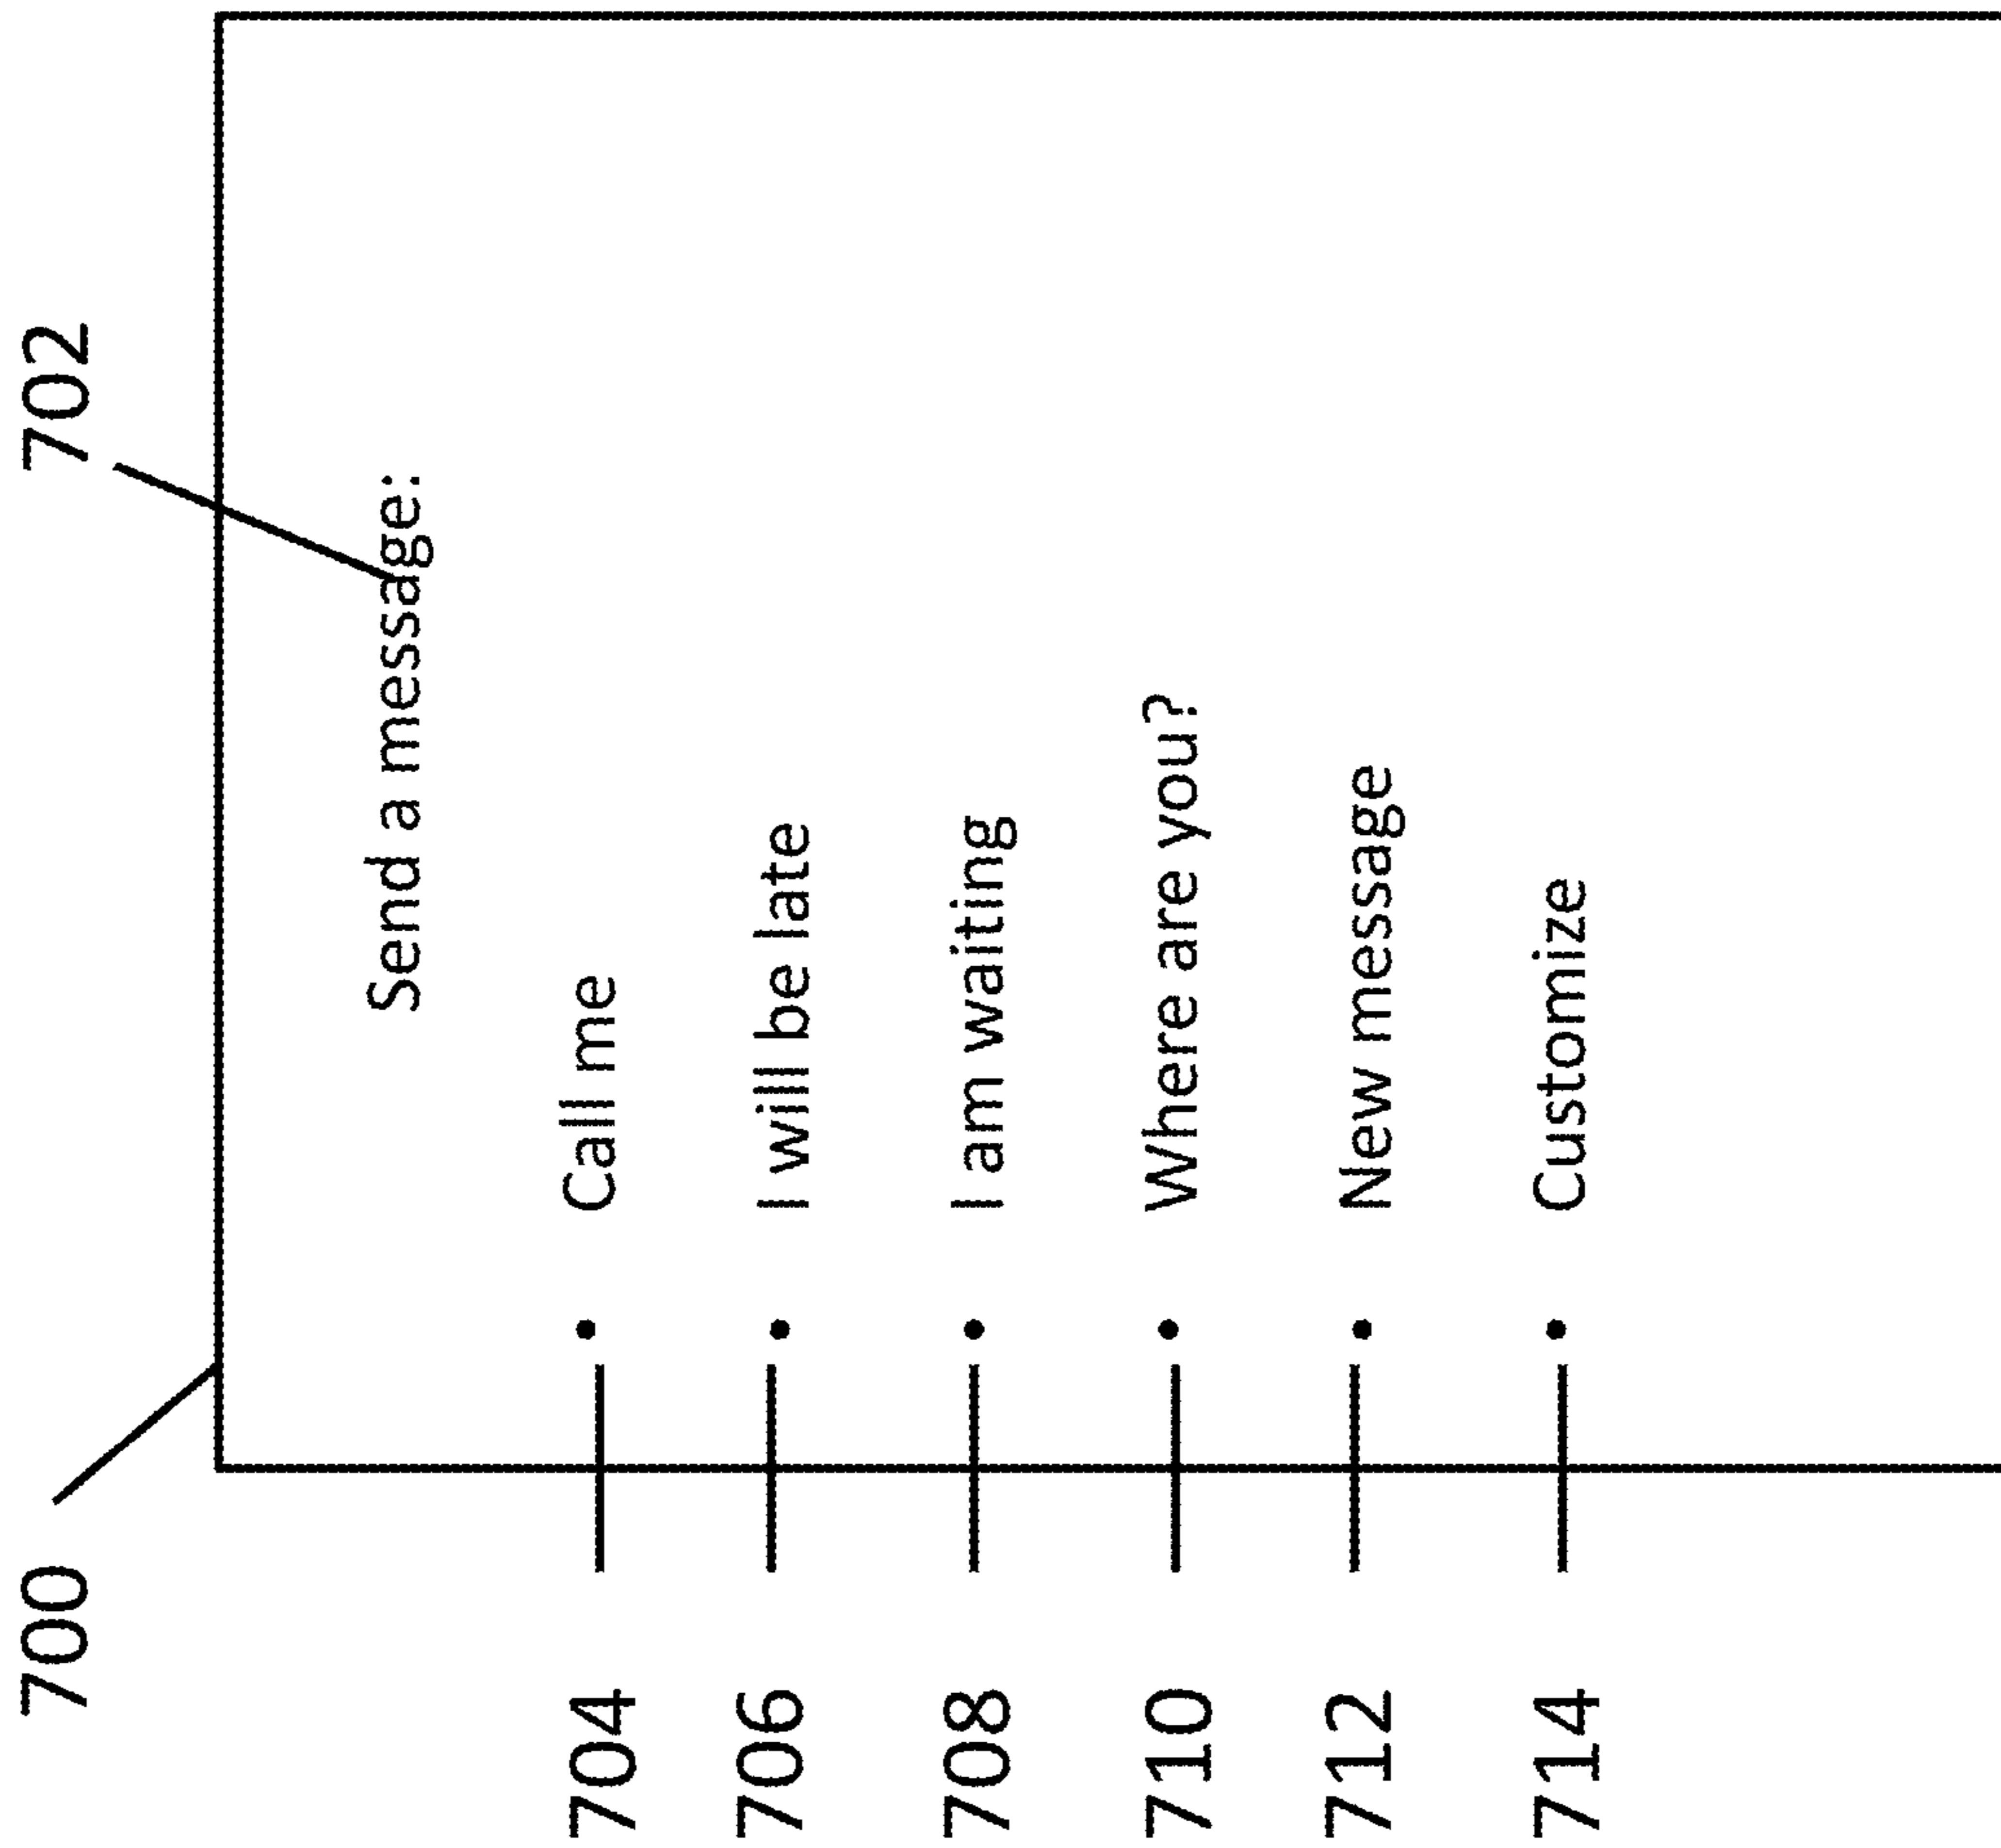 700
702
Send a message:
704 • Call me
706 • I will be late
708 • I am waiting
710 • Where are you?
712 • New message
714 • Customize